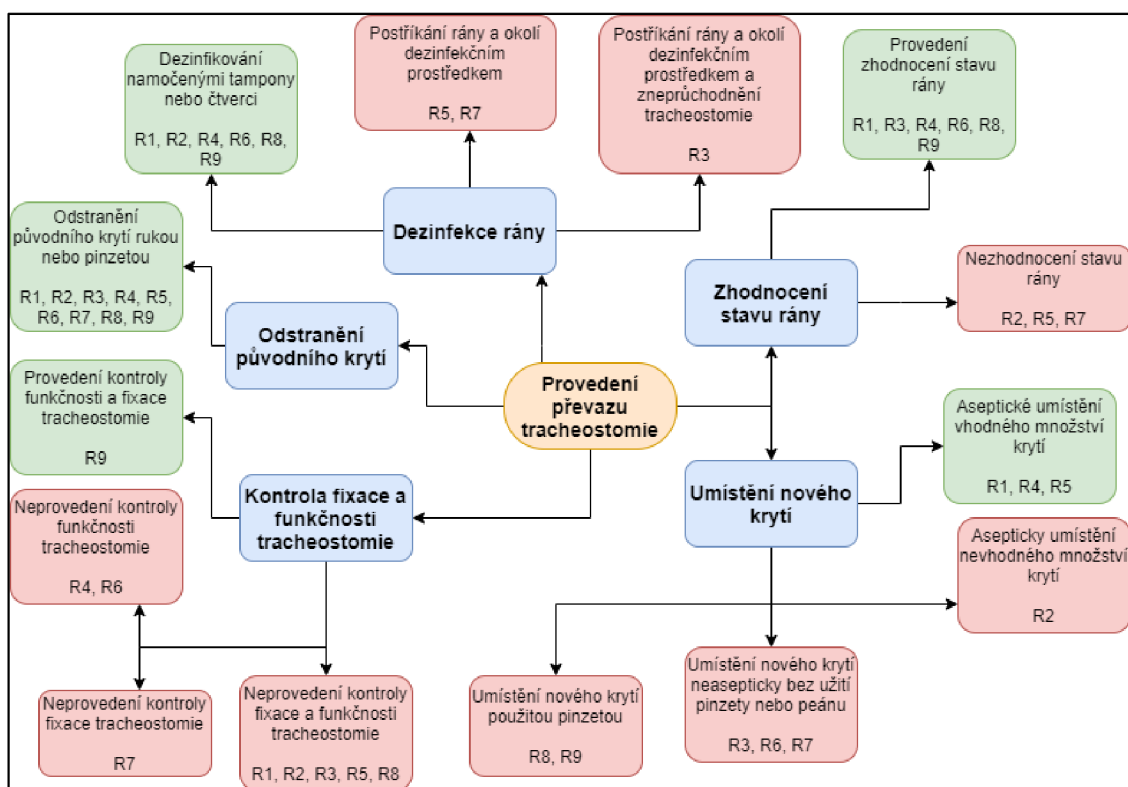 Dezinfikování
namočenými tampony
nebo čtverci
R1, R2, R4, R6, R8,
R9
Postříkání rány a okolí
dezinfekčním
prostředkem
R5, R7
Postříkání rány a okolí
dezinfekčním
prostředkem a
zneprůchodnění
tracheostomie
R3
Provedení
zhodnocení stavu
rány
R1, R3, R4, R6, R8,
R9
Odstranění
původního krytí rukou
nebo pinzetou
R1, R2, R3, R4, R5,
R6, R7, R8, R9
Dezinfekce rány
Zhodnocení
stavu rány
Nezhodnocení stavu
rány
R2, R5, R7
Odstranění
původního krytí
Provedení
převazu
tracheostomie
Provedení kontroly
funkčnosti a fixace
tracheostomie
R9
Aseptické umístění
vhodného množství
krytí
R1, R4, R5
Kontrola fixace a
funkčnosti
tracheostomie
Umístění nového
krytí
Neprovedení kontroly
funkčnosti
tracheostomie
R4, R6
Asepticky umístění
nevhodného množství
krytí
R2
Neprovedení kontroly
fixace tracheostomie
R7
Neprovedení kontroly
fixace a funkčnosti
tracheostomie
R1, R2, R3, R5, R8
Umístění nového krytí
použitou pinzetou
R8, R9
Umístění nového krytí
neasepticky bez užití
pinzety nebo peánu
R3, R6, R7